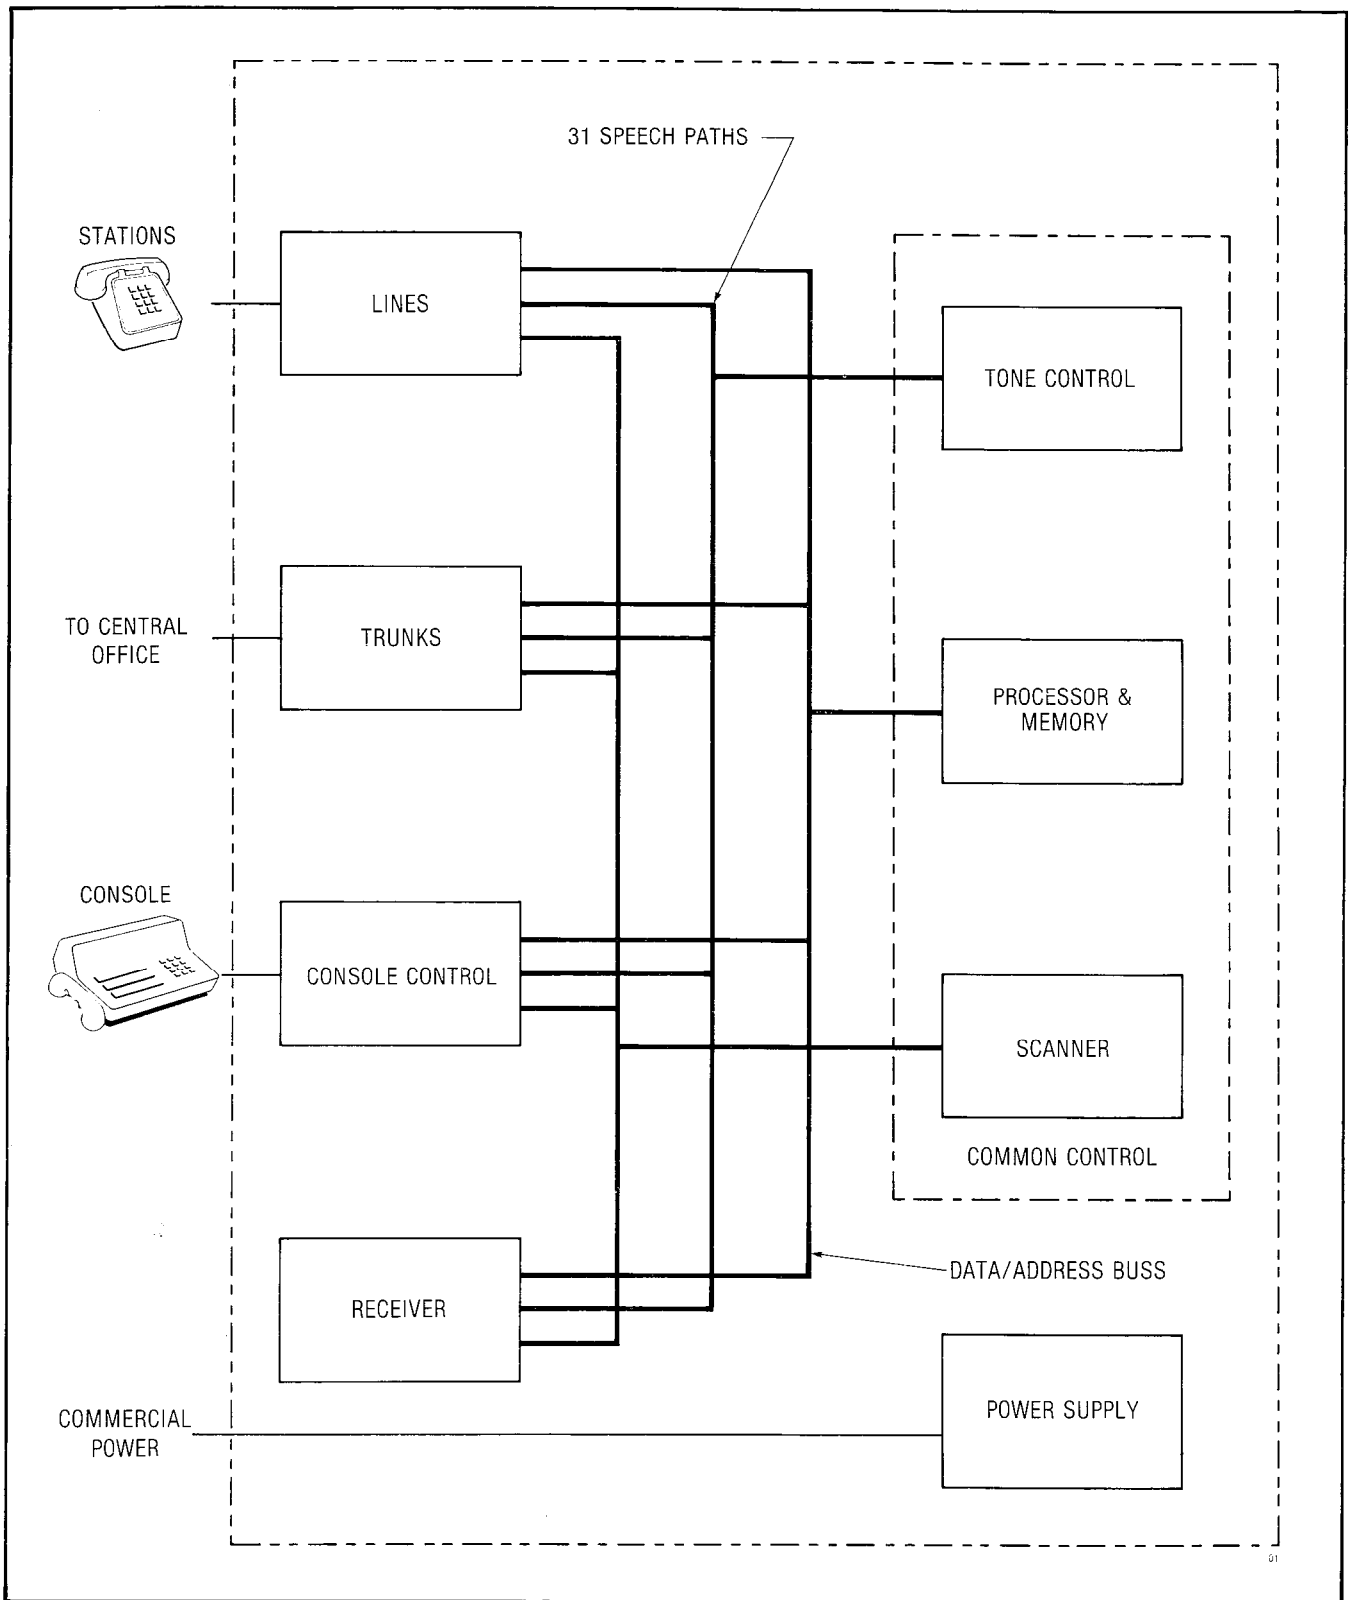 31 SPEECH PATHS
STATIONS
LINES
TONE CONTROL
TO CENTRAL
OFFICE
TRUNKS
PROCESSOR &
MEMORY
CONSOLE
CONSOLE CONTROL
SCANNER
COMMON CONTROL
DATA/ADDRESS BUSS
RECEIVER
COMMERCIAL
POWER
POWER SUPPLY
01